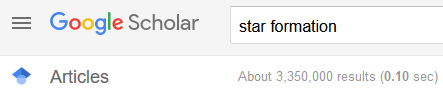 Google Scholar star formation
Articles About 3,350,000 results (0.10 sec)